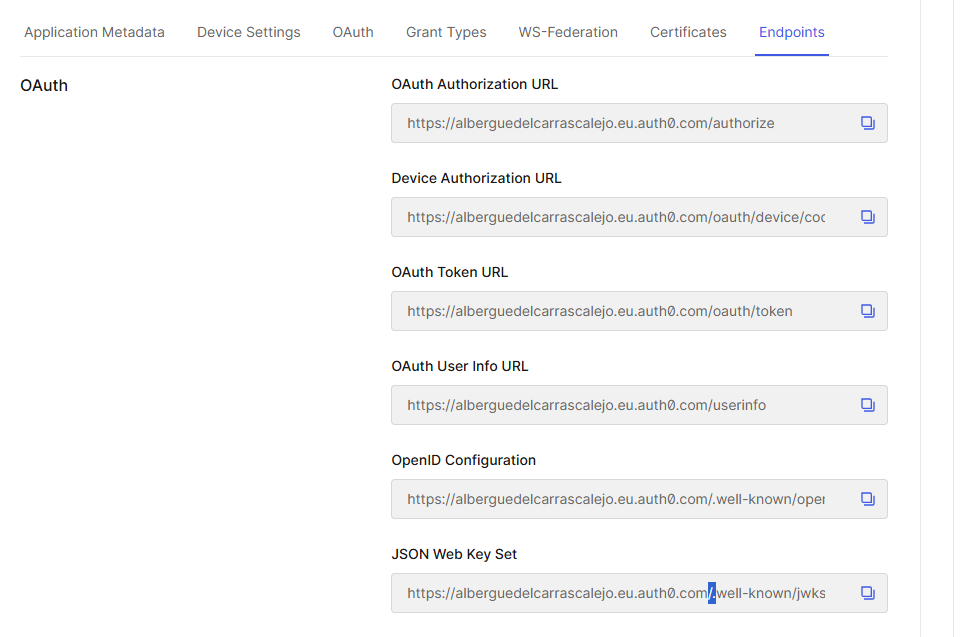 Application Metadata Device Settings OAuth Grant Types WS-Federation Certificates Endpoints
OAuth
OAuth Authorization URL
https://alberguedelcarrascalejo.eu.auth0.com/authorize
Device Authorization URL
https://alberguedelcarrascalejo.eu.auth0.com/oauth/device/coc
OAuth Token URL
https://alberguedelcarrascalejo.eu.auth0.com/oauth/token
OAuth User Info URL
https://alberguedelcarrascalejo.eu.auth0.com/userinfo
OpenID Configuration
https://alberguedelcarrascalejo.eu.auth0.com/.well-known/oper
JSON Web Key Set
https://alberguedelcarrascalejo.eu.auth0.com/.well-known/jwks